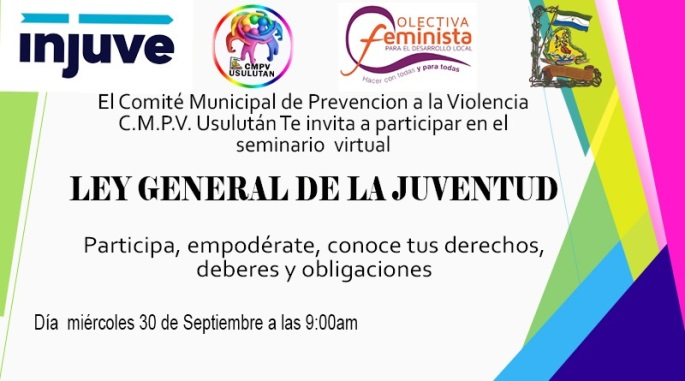 injuve
CMPV
USULUTAN
COLECTIVA
feminista
PARA EL DESARROLLO LOCAL
Hacer con todas y para todas
El Comité Municipal de Prevencion a la Violencia
C.M.P.V. Usulután Te invita a participar en el
seminario virtual
LEY GENERAL DE LA JUVENTUD
Participa, empodérate, conoce tus derechos,
deberes y obligaciones
Día miércoles 30 de Septiembre a las 9:00am